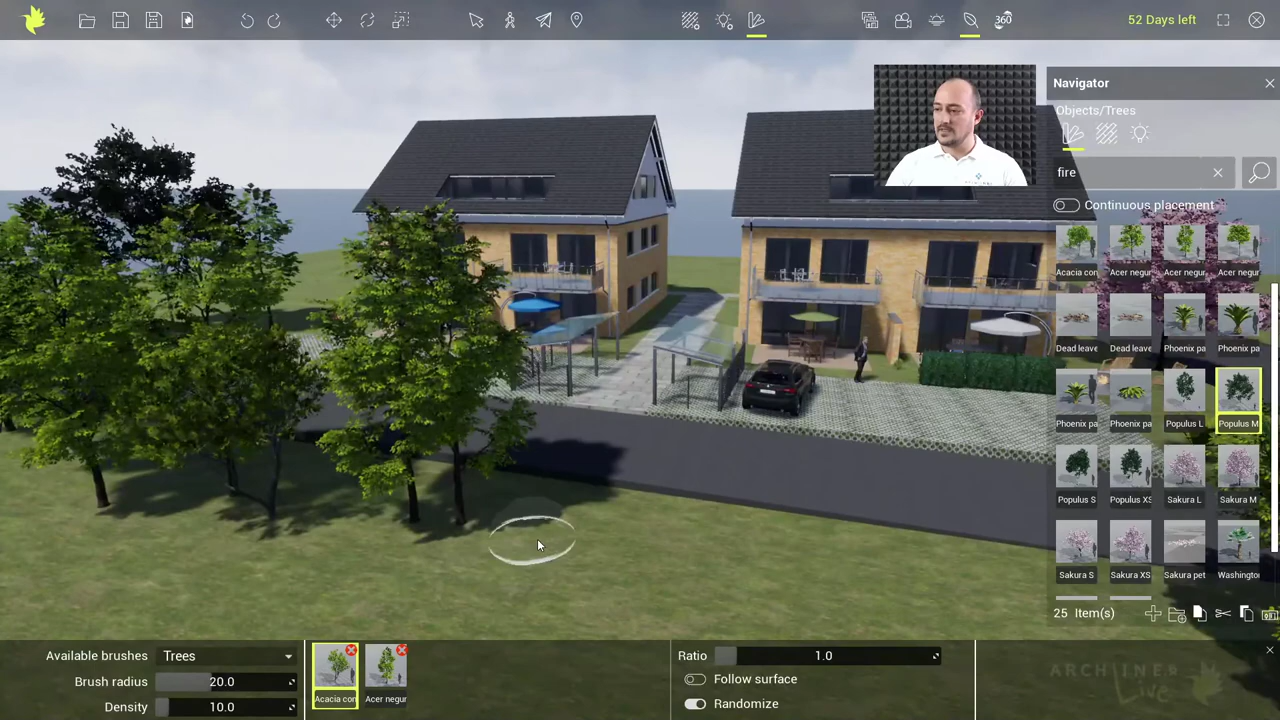 360
52 Days left
Navigator
Objects/Trees
fire
Continuous placement
Acacia con
Acer negur
Acer negur
Acer negur
Dead leave
Dead leave
Phoenix pa
Phoenix pa
Phoenix pa
Phoenix pa
Populus L
Populus M
Populus S
Populus XS
Sakura L
Sakura M
Sakura S
Sakura XS
Sakura pet
Washingto
25 Item(s)
Available brushes
Trees
Brush radius
20.0
Density
10.0
Acacia con
Acer negur
Ratio
1.0
Follow surface
Randomize
ARCHLINE.
Live